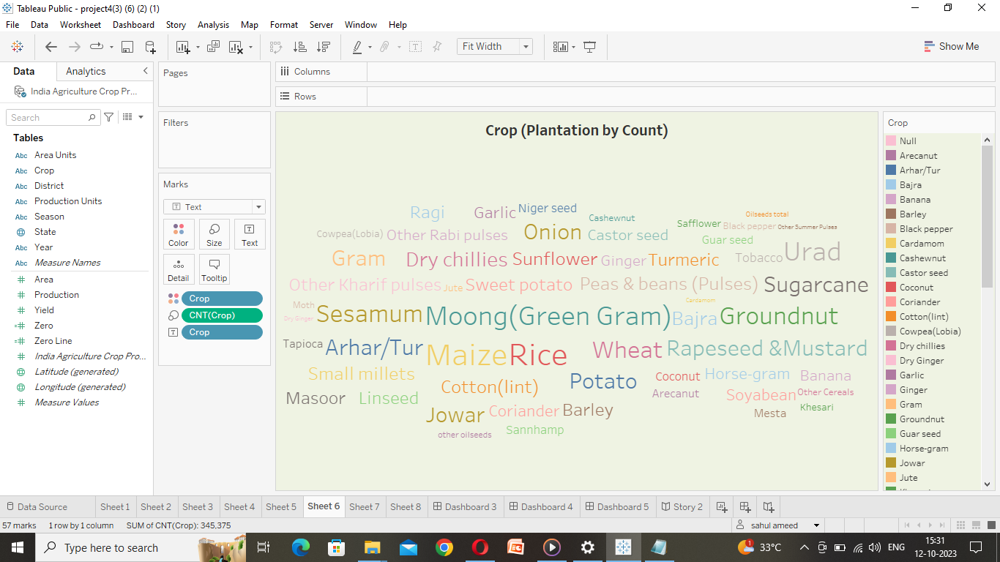 Tableau Public - project4(3) (6) (2) (1)
File Data Worksheet Dashboard Story Analysis Map Format Server Window Help
Fit Width
Show Me
Data Analytics
India Agriculture Crop Pr...
Search
Tables
Abc Area Units
Abc Crop
Abc District
Abc Production Units
Abc Season
State
Abc Year
Abc Measure Names
Area
Production
Yield
Zero
Zero Line
India Agriculture Crop Pro...
Latitude (generated)
Longitude (generated)
Measure Values
Pages
Filters
Marks
Text
Color Size Text
Detail Tooltip
Crop
CNT(Crop)
Crop
Columns
Rows
Crop (Plantation by Count)
Ragi Garlic Niger seed Cashewnut Safflower Oilseeds total
Black pepper Other Summer Pulses
Cowpea(Lobia) Other Rabi pulses Onion Castor seed Guar seed
Gram Dry chillies Sunflower Ginger Turmeric Tobacco Urad
Other Kharif pulses Jute Sweet potato Peas & beans (Pulses) Sugarcane
Moth Cardamom
Dry Ginger Sesamum Moong(Green Gram) Bajra Groundnut
Tapioca Arhar/Tur Maize Rice Wheat Rapeseed &Mustard
Small millets Cotton(lint) Potato Coconut Horse-gram Banana
Masoor Linseed Arecanut Soyabean Other Cereals
Jowar Coriander Barley Mesta Khesari
other oilseeds Sannhamp
Crop
Null
Arecanut
Arhar/Tur
Bajra
Banana
Barley
Black pepper
Cardamom
Cashewnut
Castor seed
Coconut
Coriander
Cotton(lint)
Cowpea(Lobia)
Dry chillies
Dry Ginger
Garlic
Ginger
Gram
Groundnut
Guar seed
Horse-gram
Jowar
Jute
Data Source Sheet 1 Sheet 2 Sheet 3 Sheet 4 Sheet 5 Sheet 6 Sheet 7 Sheet 8 Dashboard 3 Dashboard 4 Dashboard 5 Story 2
57 marks 1 row by 1 column SUM of CNT(Crop): 345,375 sahul ameed
Type here to search
1 33°C ENG 15:31
12-10-2023